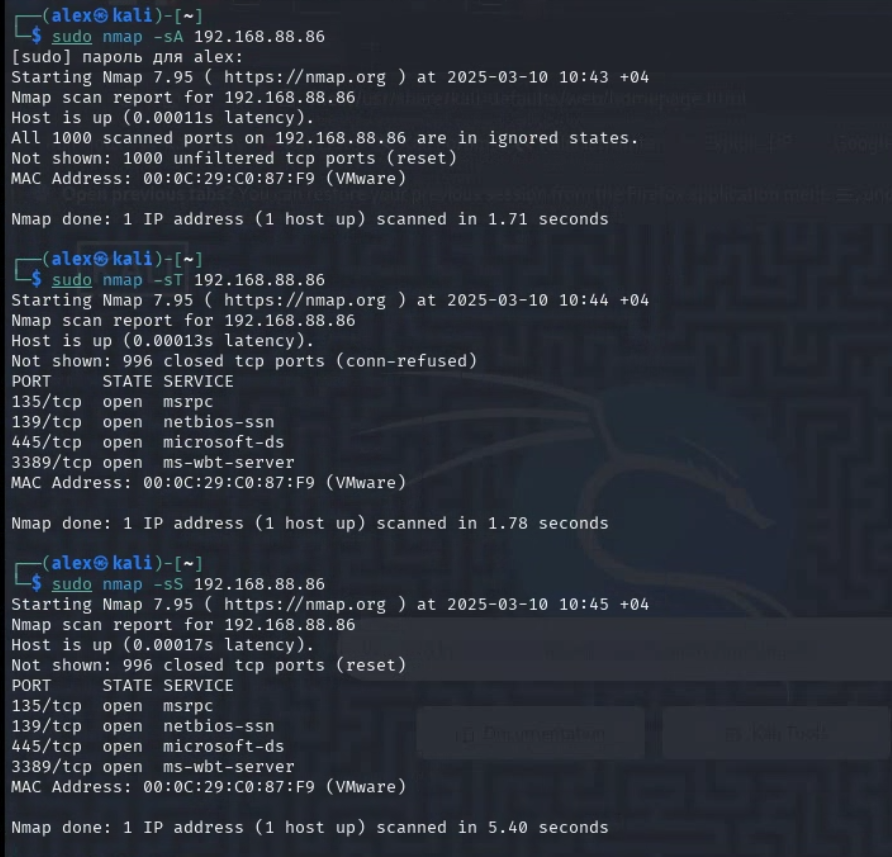 ┌──(alex㉿kali)-[~]
└─$ sudo nmap -sA 192.168.88.86
[sudo] пароль для alex:
Starting Nmap 7.95 ( https://nmap.org ) at 2025-03-10 10:43 +04
Nmap scan report for 192.168.88.86
Host is up (0.00011s latency).
All 1000 scanned ports on 192.168.88.86 are in ignored states.
Not shown: 1000 unfiltered tcp ports (reset)
MAC Address: 00:0C:29:C0:87:F9 (VMware)
Nmap done: 1 IP address (1 host up) scanned in 1.71 seconds
┌──(alex㉿kali)-[~]
└─$ sudo nmap -sT 192.168.88.86
Starting Nmap 7.95 ( https://nmap.org ) at 2025-03-10 10:44 +04
Nmap scan report for 192.168.88.86
Host is up (0.00013s latency).
Not shown: 996 closed tcp ports (conn-refused)
PORT     STATE SERVICE
135/tcp  open  msrpc
139/tcp  open  netbios-ssn
445/tcp  open  microsoft-ds
3389/tcp open  ms-wbt-server
MAC Address: 00:0C:29:C0:87:F9 (VMware)
Nmap done: 1 IP address (1 host up) scanned in 1.78 seconds
┌──(alex㉿kali)-[~]
└─$ sudo nmap -sS 192.168.88.86
Starting Nmap 7.95 ( https://nmap.org ) at 2025-03-10 10:45 +04
Nmap scan report for 192.168.88.86
Host is up (0.00017s latency).
Not shown: 996 closed tcp ports (reset)
PORT     STATE SERVICE
135/tcp  open  msrpc
139/tcp  open  netbios-ssn
445/tcp  open  microsoft-ds
3389/tcp open  ms-wbt-server
MAC Address: 00:0C:29:C0:87:F9 (VMware)
Documentation
Kali Tools
Nmap done: 1 IP address (1 host up) scanned in 5.40 seconds